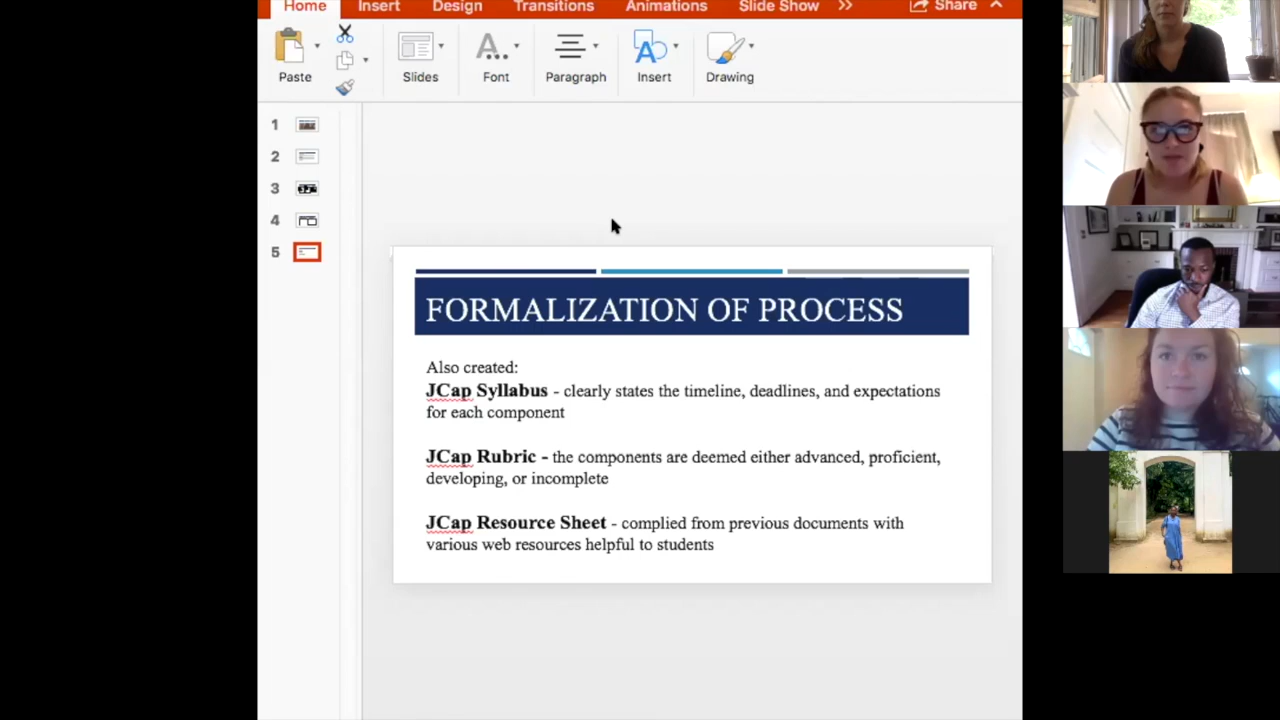 Home Insert Design Transitions Animations Slide Show >> Share
Paste Slides Font Paragraph Insert Drawing
1
2
3
4
5
FORMALIZATION OF PROCESS
Also created:
JCap Syllabus - clearly states the timeline, deadlines, and expectations
for each component
JCap Rubric - the components are deemed either advanced, proficient,
developing, or incomplete
JCap Resource Sheet - complied from previous documents with
various web resources helpful to students